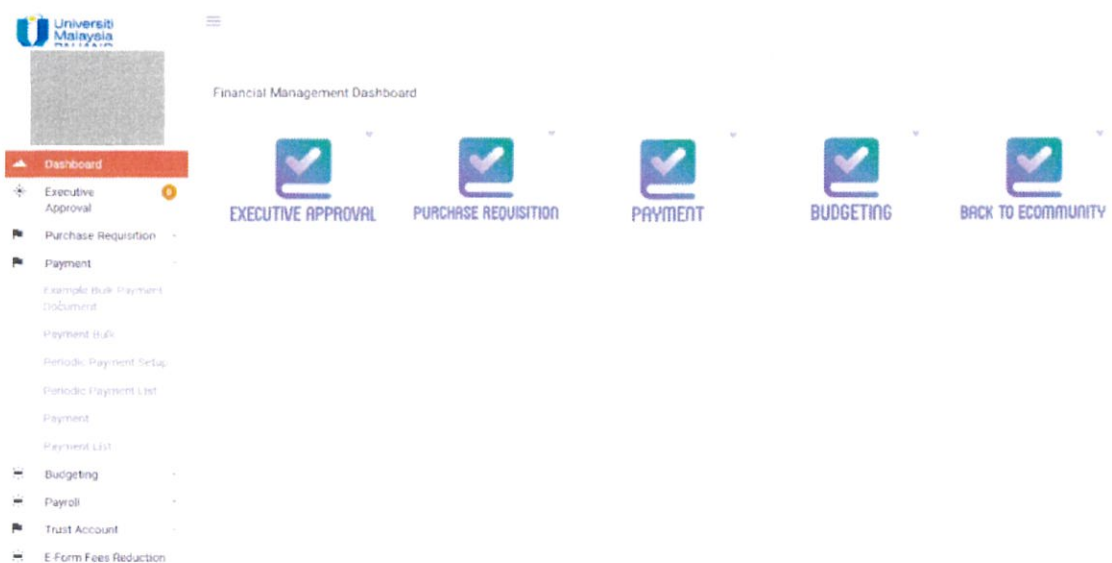 Universiti
Malaysia
PAHANG
Financial Management Dashboard
Dashboard
Executive
Approval
Purchase Requisition
Payment
Example Bulk Payment
Document
Payment Bulk
Periodic Payment Setup
Periodic Payment List
Payment
Payment List
Budgeting
Payroll
Trust Account
E-Form Fees Reduction
EXECUTIVE APPROVAL
PURCHASE REQUISITION
PAYMENT
BUDGETING
BACK TO ECOMMUNITY